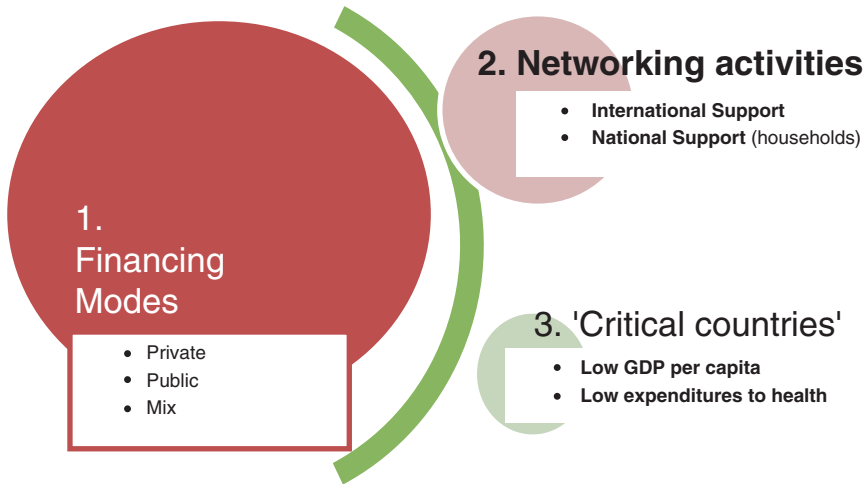 1.
Financing
Modes
• Private
• Public
• Mix
2. Networking activities
• International Support
• National Support (households)
3. 'Critical countries'
• Low GDP per capita
• Low expenditures to health